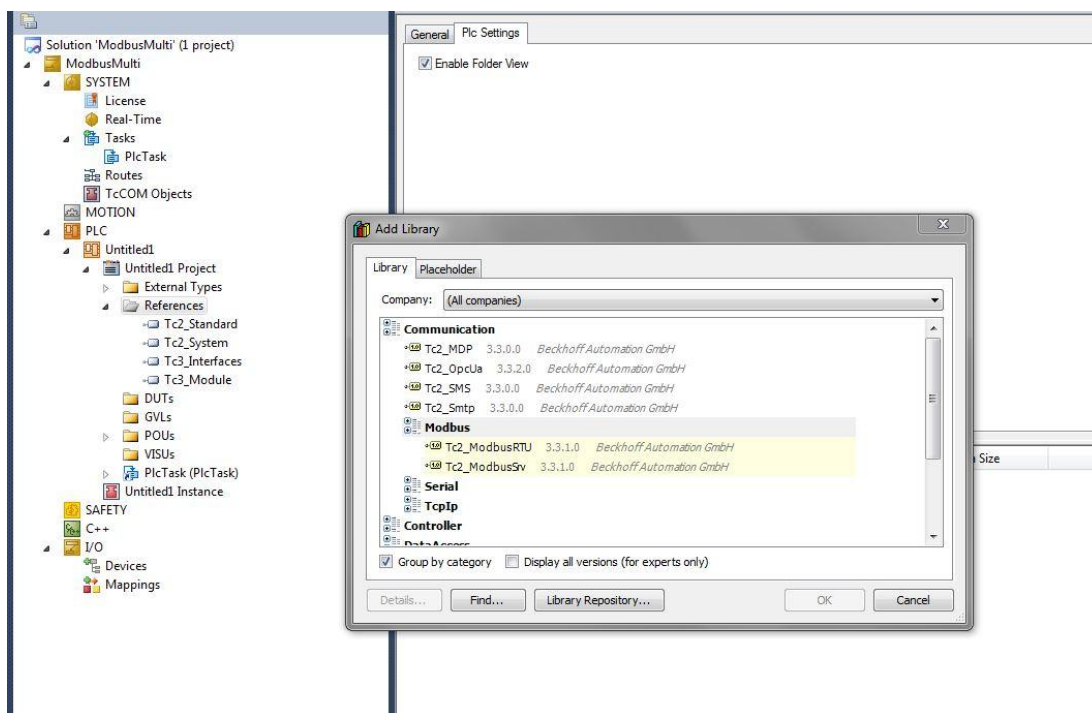 Solution 'ModbusMulti' (1 project)
ModbusMulti
SYSTEM
License
Real-Time
Tasks
PlcTask
Routes
TcCOM Objects
MOTION
PLC
Untitled1
Untitled1 Project
External Types
References
Tc2_Standard
Tc2_System
Tc3_Interfaces
Tc3_Module
DUTs
GVLs
POUs
VISUs
PlcTask (PlcTask)
Untitled1 Instance
SAFETY
C++
I/O
Devices
Mappings
General Plc Settings
Enable Folder View
Add Library
Library Placeholder
Company: (All companies)
Communication
Tc2_MDP 3.3.0.0 Beckhoff Automation GmbH
Tc2_OpcUa 3.3.2.0 Beckhoff Automation GmbH
Tc2_SMS 3.3.0.0 Beckhoff Automation GmbH
Tc2_Smtp 3.3.0.0 Beckhoff Automation GmbH
Modbus
Tc2_ModbusRTU 3.3.1.0 Beckhoff Automation GmbH
Tc2_ModbusSrv 3.3.1.0 Beckhoff Automation GmbH
Serial
TcpIp
Controller
DataAccess
Group by category Display all versions (for experts only)
Details... Find... Library Repository... OK Cancel
Size